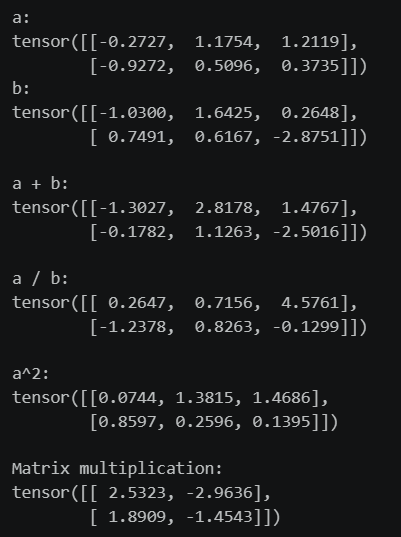 a:
tensor([[-0.2727,  1.1754,  1.2119],
        [-0.9272,  0.5096,  0.3735]])
b:
tensor([[-1.0300,  1.6425,  0.2648],
        [ 0.7491,  0.6167, -2.8751]])

a + b:
tensor([[-1.3027,  2.8178,  1.4767],
        [-0.1782,  1.1263, -2.5016]])

a / b:
tensor([[ 0.2647,  0.7156,  4.5761],
        [-1.2378,  0.8263, -0.1299]])

a^2:
tensor([[0.0744, 1.3815, 1.4686],
        [0.8597, 0.2596, 0.1395]])

Matrix multiplication:
tensor([[ 2.5323, -2.9636],
        [ 1.8909, -1.4543]])